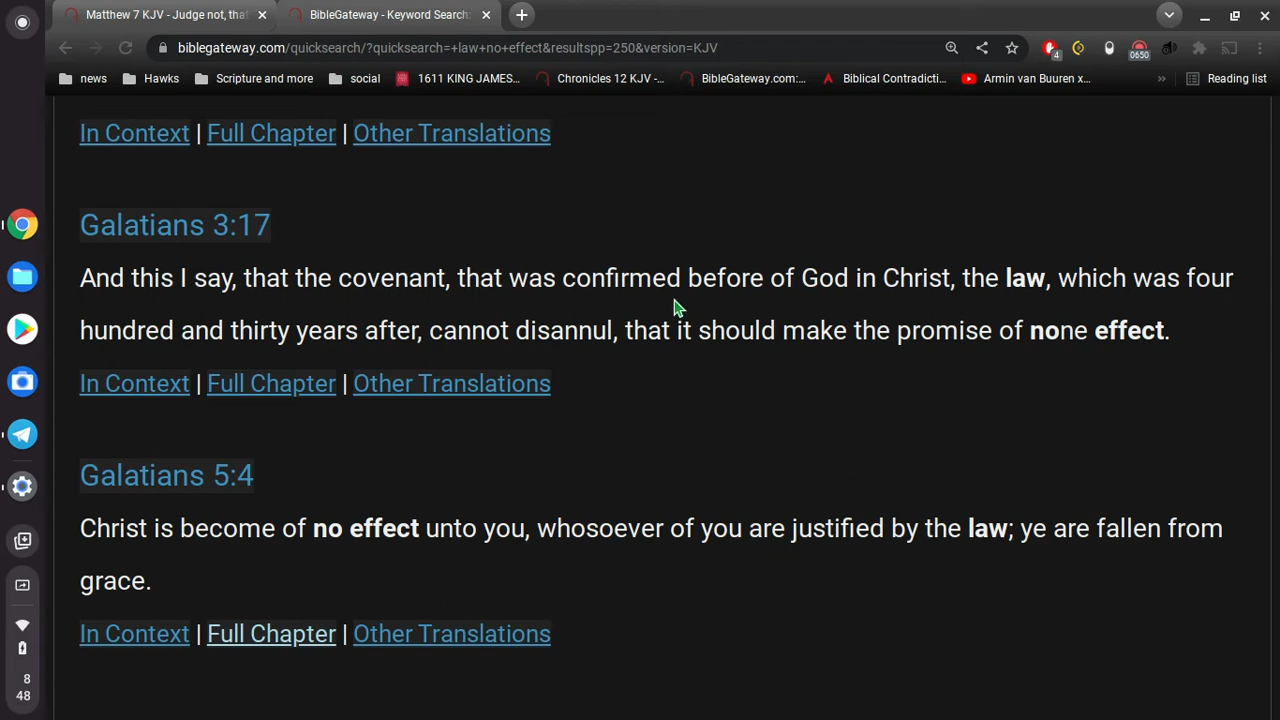 Matthew 7 KJV - Judge not, that
BibleGateway - Keyword Search:
biblegateway.com/quicksearch/?quicksearch=+law+no+effect&resultspp=250&version=KJV
4
0650
news
Hawks
Scripture and more
social
1611 KING JAMES...
Chronicles 12 KJV -...
BibleGateway.com:...
Biblical Contradicti...
Armin van Buuren x...
»
Reading list
In Context | Full Chapter | Other Translations
Galatians 3:17
And this I say, that the covenant, that was confirmed before of God in Christ, the law, which was four
hundred and thirty years after, cannot disannul, that it should make the promise of none effect.
In Context | Full Chapter | Other Translations
Galatians 5:4
Christ is become of no effect unto you, whosoever of you are justified by the law; ye are fallen from
grace.
In Context | Full Chapter | Other Translations
8
48